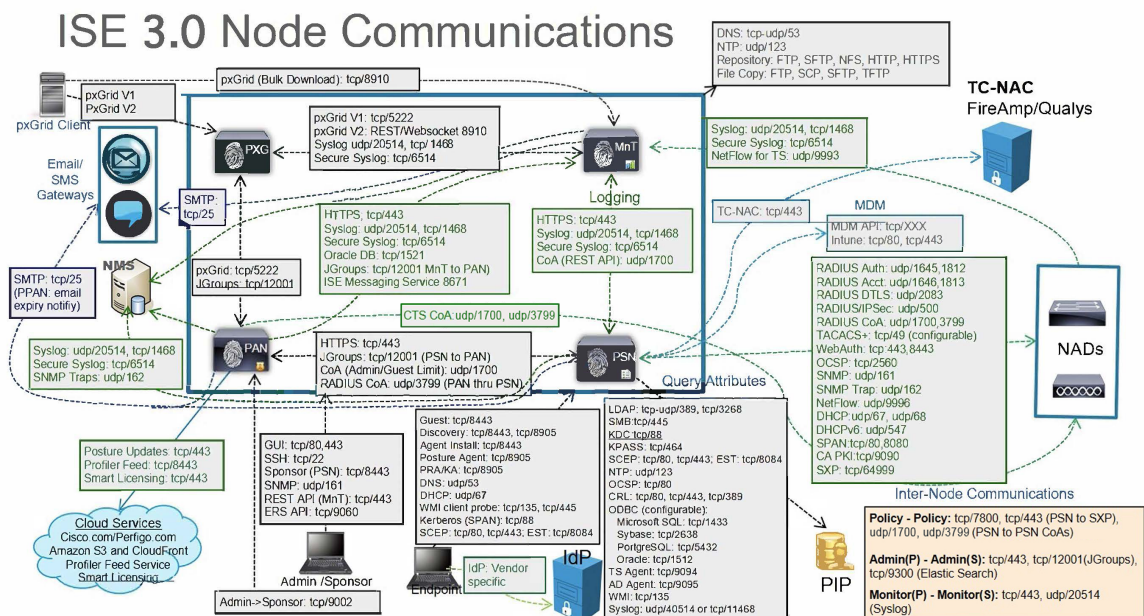 ISE 3.0 Node Communications
DNS: tcp-udp/53
NTP: udp/123
Repository: FTP, SFTP, NFS, HTTP, HTTPS
File Copy: FTP, SCP, SFTP, TFTP
pxGrid (Bulk Download): tcp/8910
pxGrid V1
PxGrid V2
pxGrid Client
TC-NAC
FireAmp/Qualys
PXG
pxGrid V1: tcp/5222
pxGrid V2: REST/Websocket 8910
Syslog udp/20514, tcp/ 1468
Secure Syslog: tcp/6514
MnT
Syslog: udp/20514, tcp/1468
Secure Syslog: tcp/6514
NetFlow for TS: udp/9993
Email/
SMS
Gateways
SMTP:
tcp/25
Logging
HTTPS, tcp/443
Syslog: udp/20514, tcp/1468
Secure Syslog: tcp/6514
Oracle DB: tcp/1521
JGroups: tcp/12001 MnT to PAN)
ISE Messaging Service 8671
HTTPS: tcp/443
Syslog: udp/20514, tcp/1468
Secure Syslog: tcp/6514
CoA (REST API): udp/1700
TC-NAC: tcp/443
MDM
MDM API: tcp/XXX
Intune: tcp/80, tcp/443
NMS
SMTP: tcp/25
(PPAN: email
expiry notifiy)
pxGrid: tcp/5222
JGroups: tcp/12001
CTS CoA:udp/1700, udp/3799
RADIUS Auth: udp/1645,1812
RADIUS Acct: udp/1646,1813
RADIUS DTLS: udp/2083
RADIUS/IPSec: udp/500
RADIUS CoA: udp/1700,3799
TACACS+: tcp/49 (configurable)
WebAuth: tcp:443,8443
OCSP: tcp/2560
SNMP: udp/161
SNMP Trap: udp/162
NetFlow: udp/9996
DHCP:udp/67, udp/68
DHCPv6: udp/547
SPAN:tcp/80,8080
CA PKI:tcp/9090
SXP: tcp/64999
NADs
Syslog: udp/20514, tcp/1468
Secure Syslog: tcp/6514
SNMP Traps: udp/162
PAN
HTTPS: tcp/443
JGroups: tcp/12001 (PSN to PAN)
CoA (Admin/Guest Limit): udp/1700
RADIUS CoA: udp/3799 (PAN thru PSN)
PSN
Query Attributes
Posture Updates: tcp/443
Profiler Feed: tcp/8443
Smart Licensing: tcp/443
GUI: tcp/80,443
SSH: tcp/22
Sponsor (PSN): tcp/8443
SNMP: udp/161
REST API (MnT): tcp/443
ERS API: tcp/9060
Guest: tcp/8443
Discovery: tcp/8443, tcp/8905
Agent Install: tcp/8443
Posture Agent: tcp/8905
PRA/KA: tcp/8905
DNS: udp/53
DHCP: udp/67
WMI client probe: tcp/135, tcp/445
Kerberos (SPAN): tcp/88
SCEP: tcp/80, tcp/443; EST: tcp/8084
LDAP: tcp-udp/389, tcp/3268
SMB:tcp/445
KDC:tcp/88
KPASS: tcp/464
SCEP: tcp/80, tcp/443; EST: tcp/8084
NTP: udp/123
OCSP: tcp/80
CRL: tcp/80, tcp/443, tcp/389
ODBC (configurable):
Microsoft SQL: tcp/1433
Sybase: tcp/2638
PortgreSQL: tcp/5432
Oracle: tcp/1512
TS Agent: tcp/9094
AD Agent: tcp/9095
WMI: tcp/135
Syslog: udp/40514 or tcp/11468
Cloud Services
Cisco.com/Perfigo.com
Amazon S3 and CloudFront
Profiler Feed Service
Smart Licensing
Admin /Sponsor
Admin->Sponsor: tcp/9002
Endpoint
IdP: Vendor
specific
IdP
PIP
Inter-Node Communications
Policy - Policy: tcp/7800, tcp/443 (PSN to SXP),
udp/1700, udp/3799 (PSN to PSN CoAs)
Admin(P) - Admin(S): tcp/443, tcp/12001(JGroups),
tcp/9300 (Elastic Search)
Monitor(P) - Monitor(S): tcp/443, udp/20514
(Syslog)